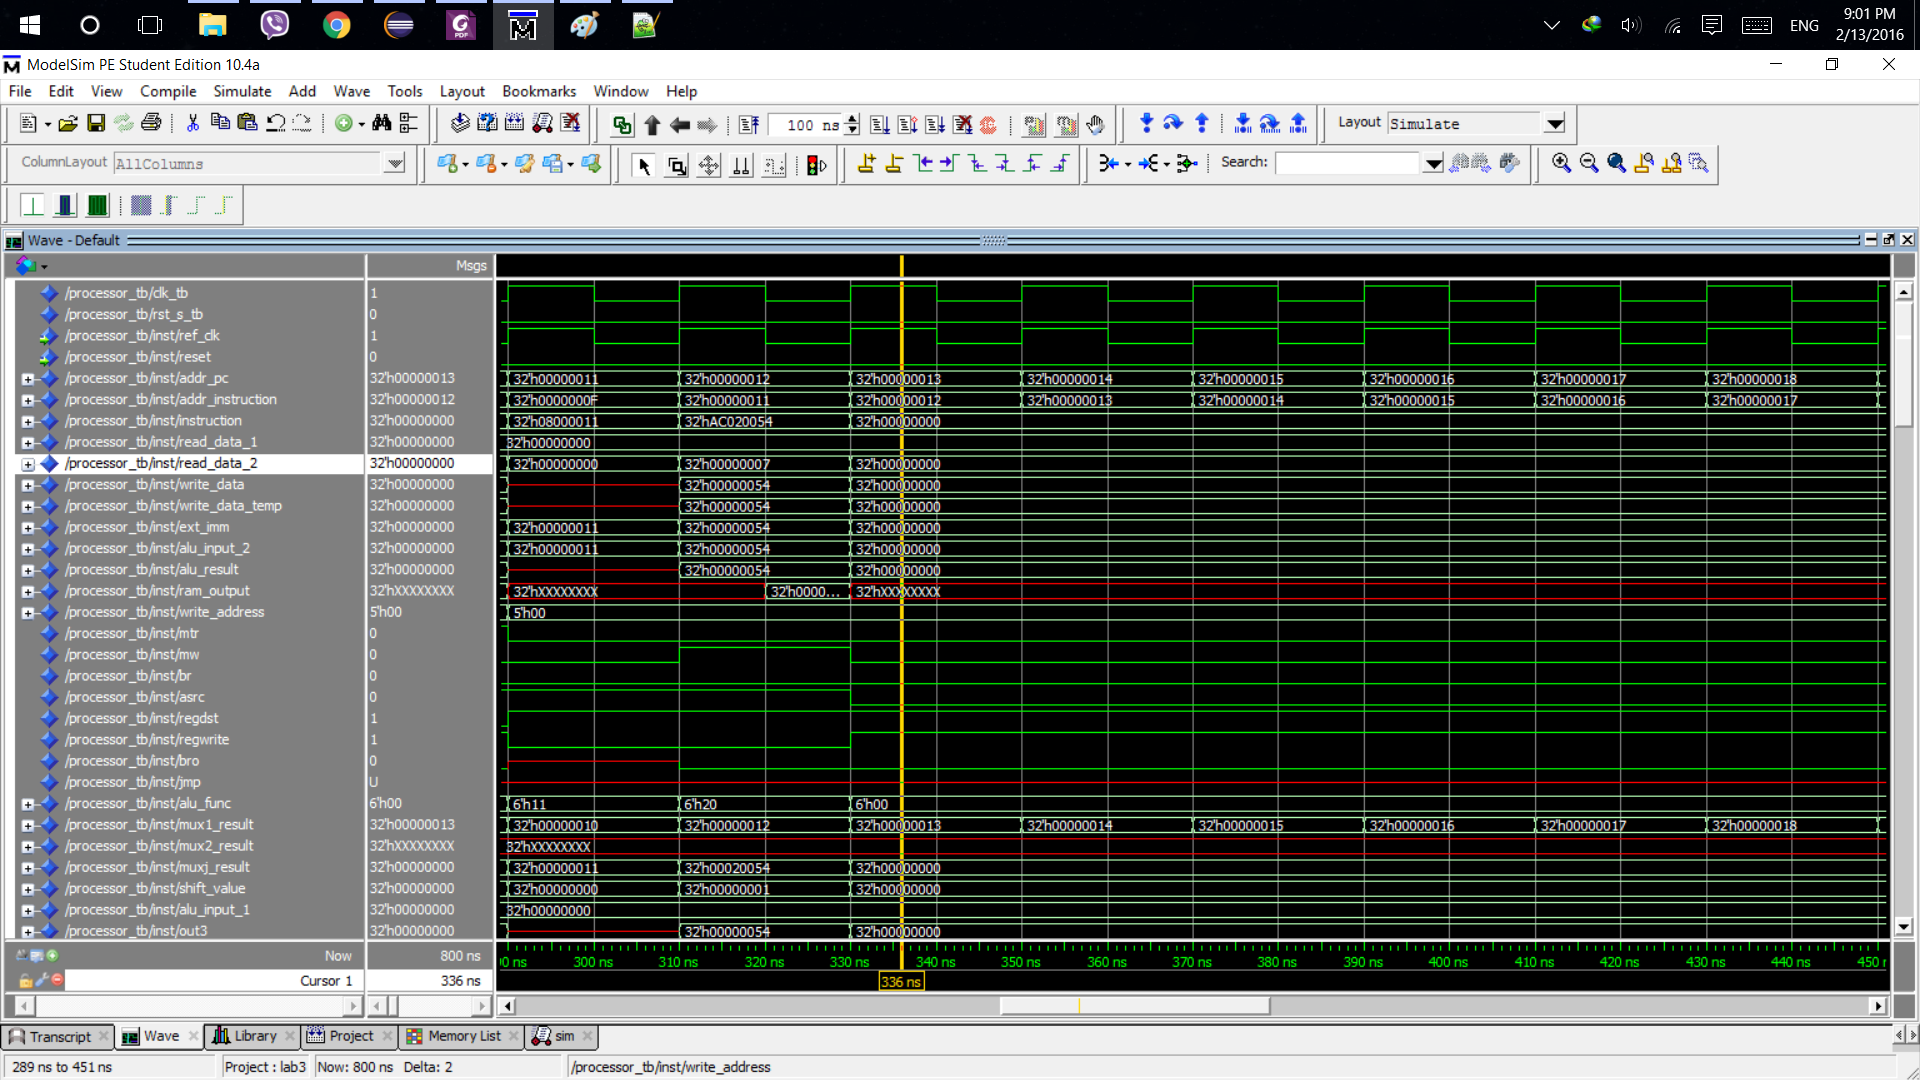 ENG
9:01 PM
2/13/2016
ModelSim PE Student Edition 10.4a
File Edit View Compile Simulate Add Wave Tools Layout Bookmarks Window Help
100 ns
Layout Simulate
ColumnLayout AllColumns
Search:
Wave - Default
Msgs
/processor_tb/clk_tb 1
/processor_tb/rst_s_tb 0
/processor_tb/inst/ref_clk 1
/processor_tb/inst/reset 0
/processor_tb/inst/addr_pc 32'h00000013 32'h00000011 32'h00000012 32'h00000013 32'h00000014 32'h00000015 32'h00000016 32'h00000017 32'h00000018
/processor_tb/inst/addr_instruction 32'h00000012 32'h0000000F 32'h00000011 32'h00000012 32'h00000013 32'h00000014 32'h00000015 32'h00000016 32'h00000017
/processor_tb/inst/instruction 32'h00000000 32'h08000011 32'hAC020054 32'h00000000
/processor_tb/inst/read_data_1 32'h00000000 32'h00000000
/processor_tb/inst/read_data_2 32'h00000000 32'h00000000 32'h00000007 32'h00000000
/processor_tb/inst/write_data 32'h00000000 32'h00000054 32'h00000000
/processor_tb/inst/write_data_temp 32'h00000000 32'h00000054 32'h00000000
/processor_tb/inst/ext_imm 32'h00000000 32'h00000011 32'h00000054 32'h00000000
/processor_tb/inst/alu_input_2 32'h00000000 32'h00000011 32'h00000054 32'h00000000
/processor_tb/inst/alu_result 32'h00000000 32'h00000054 32'h00000000
/processor_tb/inst/ram_output 32'hXXXXXXXX 32'hXXXXXXXX 32'h0000... 32'hXXXXXXXX
/processor_tb/inst/write_address 5'h00 5'h00
/processor_tb/inst/mtr 0
/processor_tb/inst/mw 0
/processor_tb/inst/br 0
/processor_tb/inst/asrc 0
/processor_tb/inst/regdst 1
/processor_tb/inst/regwrite 1
/processor_tb/inst/bro 0
/processor_tb/inst/jmp U
/processor_tb/inst/alu_func 6'h00 6'h11 6'h20 6'h00
/processor_tb/inst/mux1_result 32'h00000013 32'h00000010 32'h00000012 32'h00000013 32'h00000014 32'h00000015 32'h00000016 32'h00000017 32'h00000018
/processor_tb/inst/mux2_result 32'hXXXXXXXX 32'hXXXXXXXX
/processor_tb/inst/muxj_result 32'h00000000 32'h00000011 32'h00020054 32'h00000000
/processor_tb/inst/shift_value 32'h00000000 32'h00000000 32'h00000001 32'h00000000
/processor_tb/inst/alu_input_1 32'h00000000 32'h00000000
/processor_tb/inst/out3 32'h00000000 32'h00000054 32'h00000000
Now 800 ns 300 ns 310 ns 320 ns 330 ns 340 ns 350 ns 360 ns 370 ns 380 ns 390 ns 400 ns 410 ns 420 ns 430 ns 440 ns
Cursor 1 336 ns 336 ns
Transcript Wave Library Project Memory List sim
289 ns to 451 ns Project : lab3 Now: 800 ns Delta: 2 /processor_tb/inst/write_address